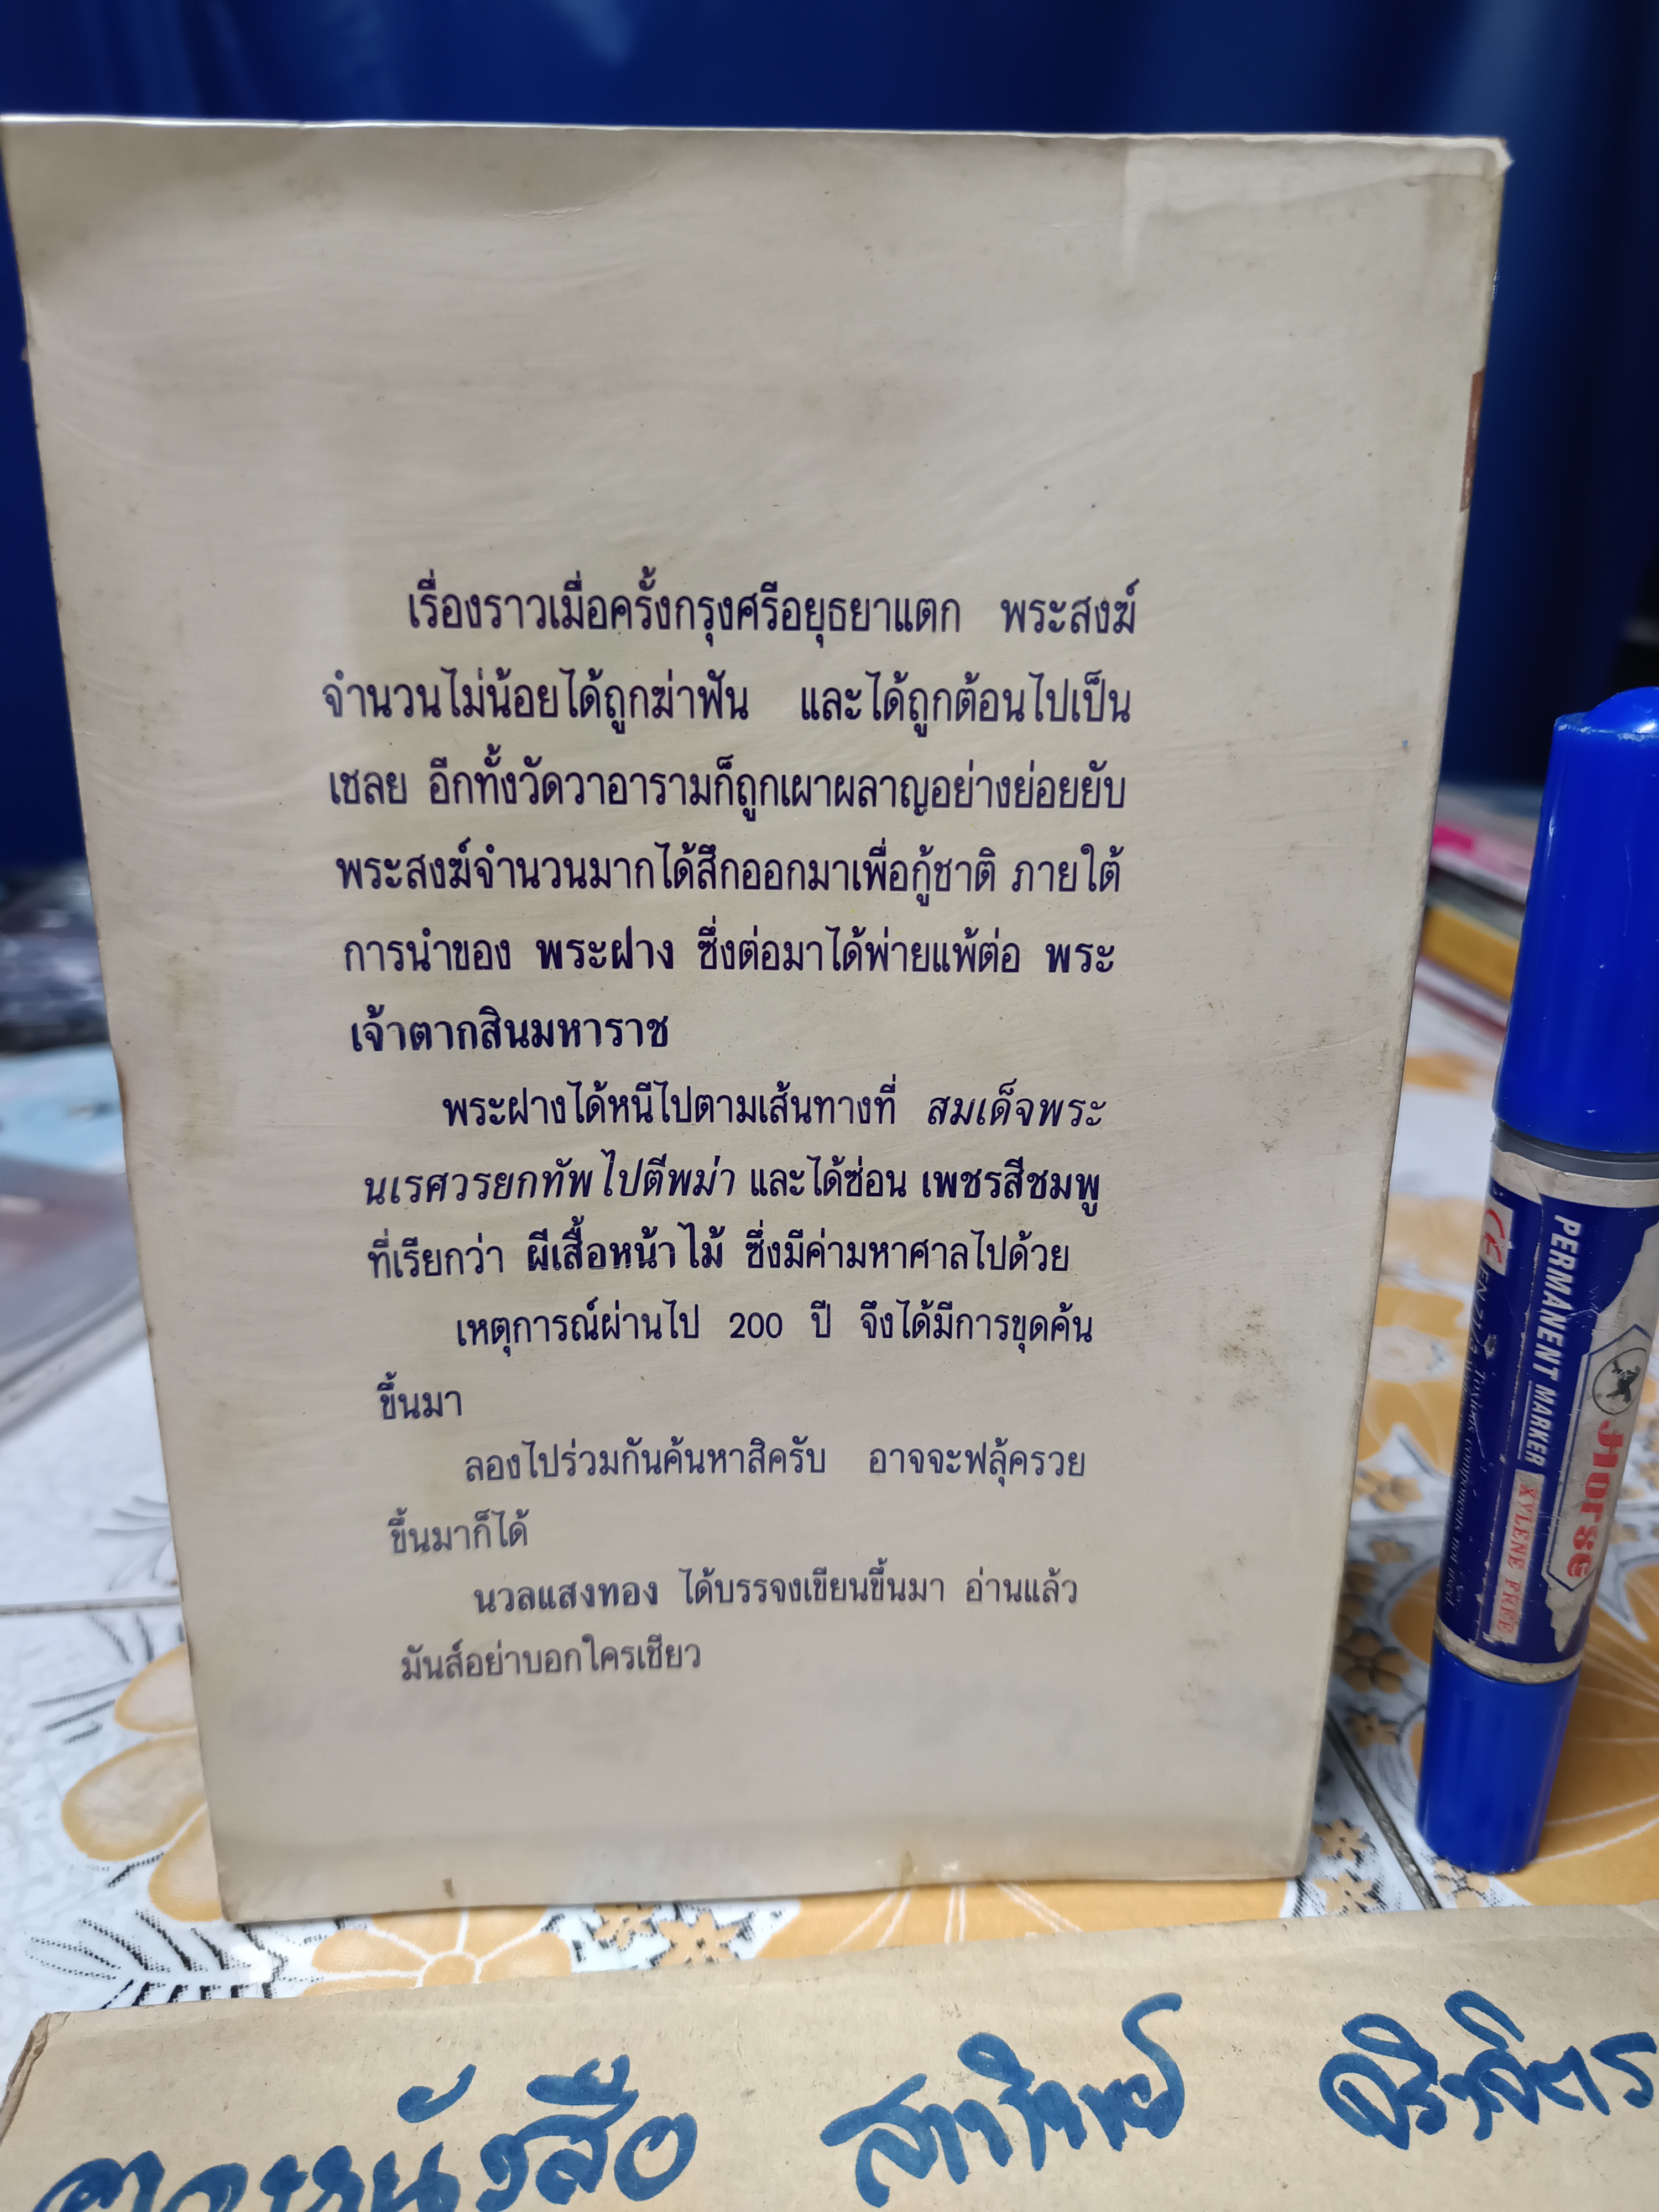 เรื่องราวเมื่อครั้งกรุงศรีอยุธยาแตก พระสงฆ์
จำนวนไม่น้อยได้ถูกฆ่าฟัน และได้ถูกต้อนไปเป็น
เชลย อีกทั้งวัดวาอารามก็ถูกเผาผลาญอย่างย่อยยับ
พระสงฆ์จำนวนมากได้สึกออกมาเพื่อกู้ชาติ ภายใต้
การนำของ พระฝาง ซึ่งต่อมาได้พ่ายแพ้ต่อ พระ
เจ้าตากสินมหาราช
พระฝางได้หนีไปตามเส้นทางที่ สมเด็จพระ
นเรศวรยกทัพไปตีพม่า และได้ซ่อน เพชรสีชมพู
ที่เรียกว่า ผีเสื้อหน้าไม้ ซึ่งมีค่ามหาศาลไปด้วย
เหตุการณ์ผ่านไป 200 ปี จึงได้มีการขุดค้น
ขึ้นมา
ลองไปร่วมกันค้นหาสิครับ อาจจะฟลุ้ครวย
ขึ้นมาก็ได้
นวลแสงทอง ได้บรรจงเขียนขึ้นมา อ่านแล้ว
มันส์อย่าบอกใครเชียว
PERMANENT MARKER
XYLENE FREE
Horse
CE
EN 71/3
หนังสือ